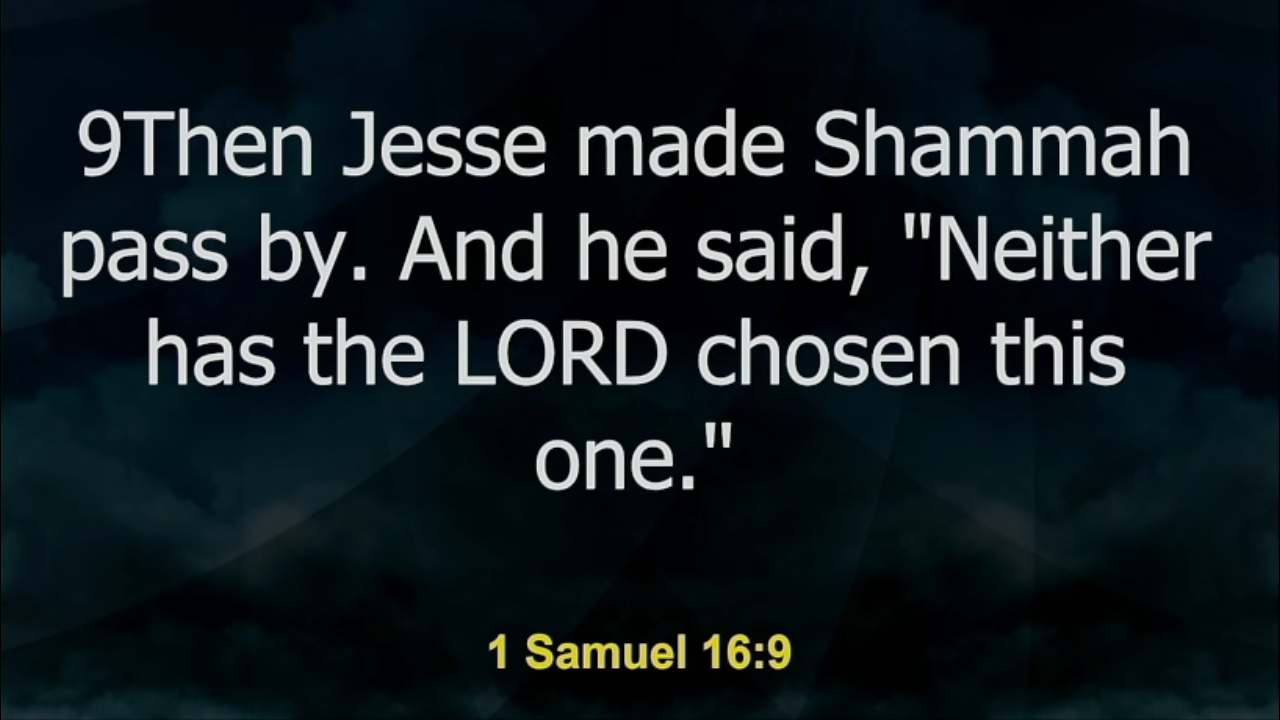 9Then Jesse made Shammah
pass by. And he said, "Neither
has the LORD chosen this
one."
1 Samuel 16:9